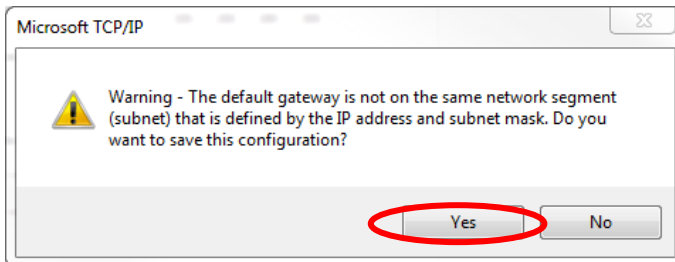 Microsoft TCP/IP
Warning - The default gateway is not on the same network segment
(subnet) that is defined by the IP address and subnet mask. Do you
want to save this configuration?
Yes
No